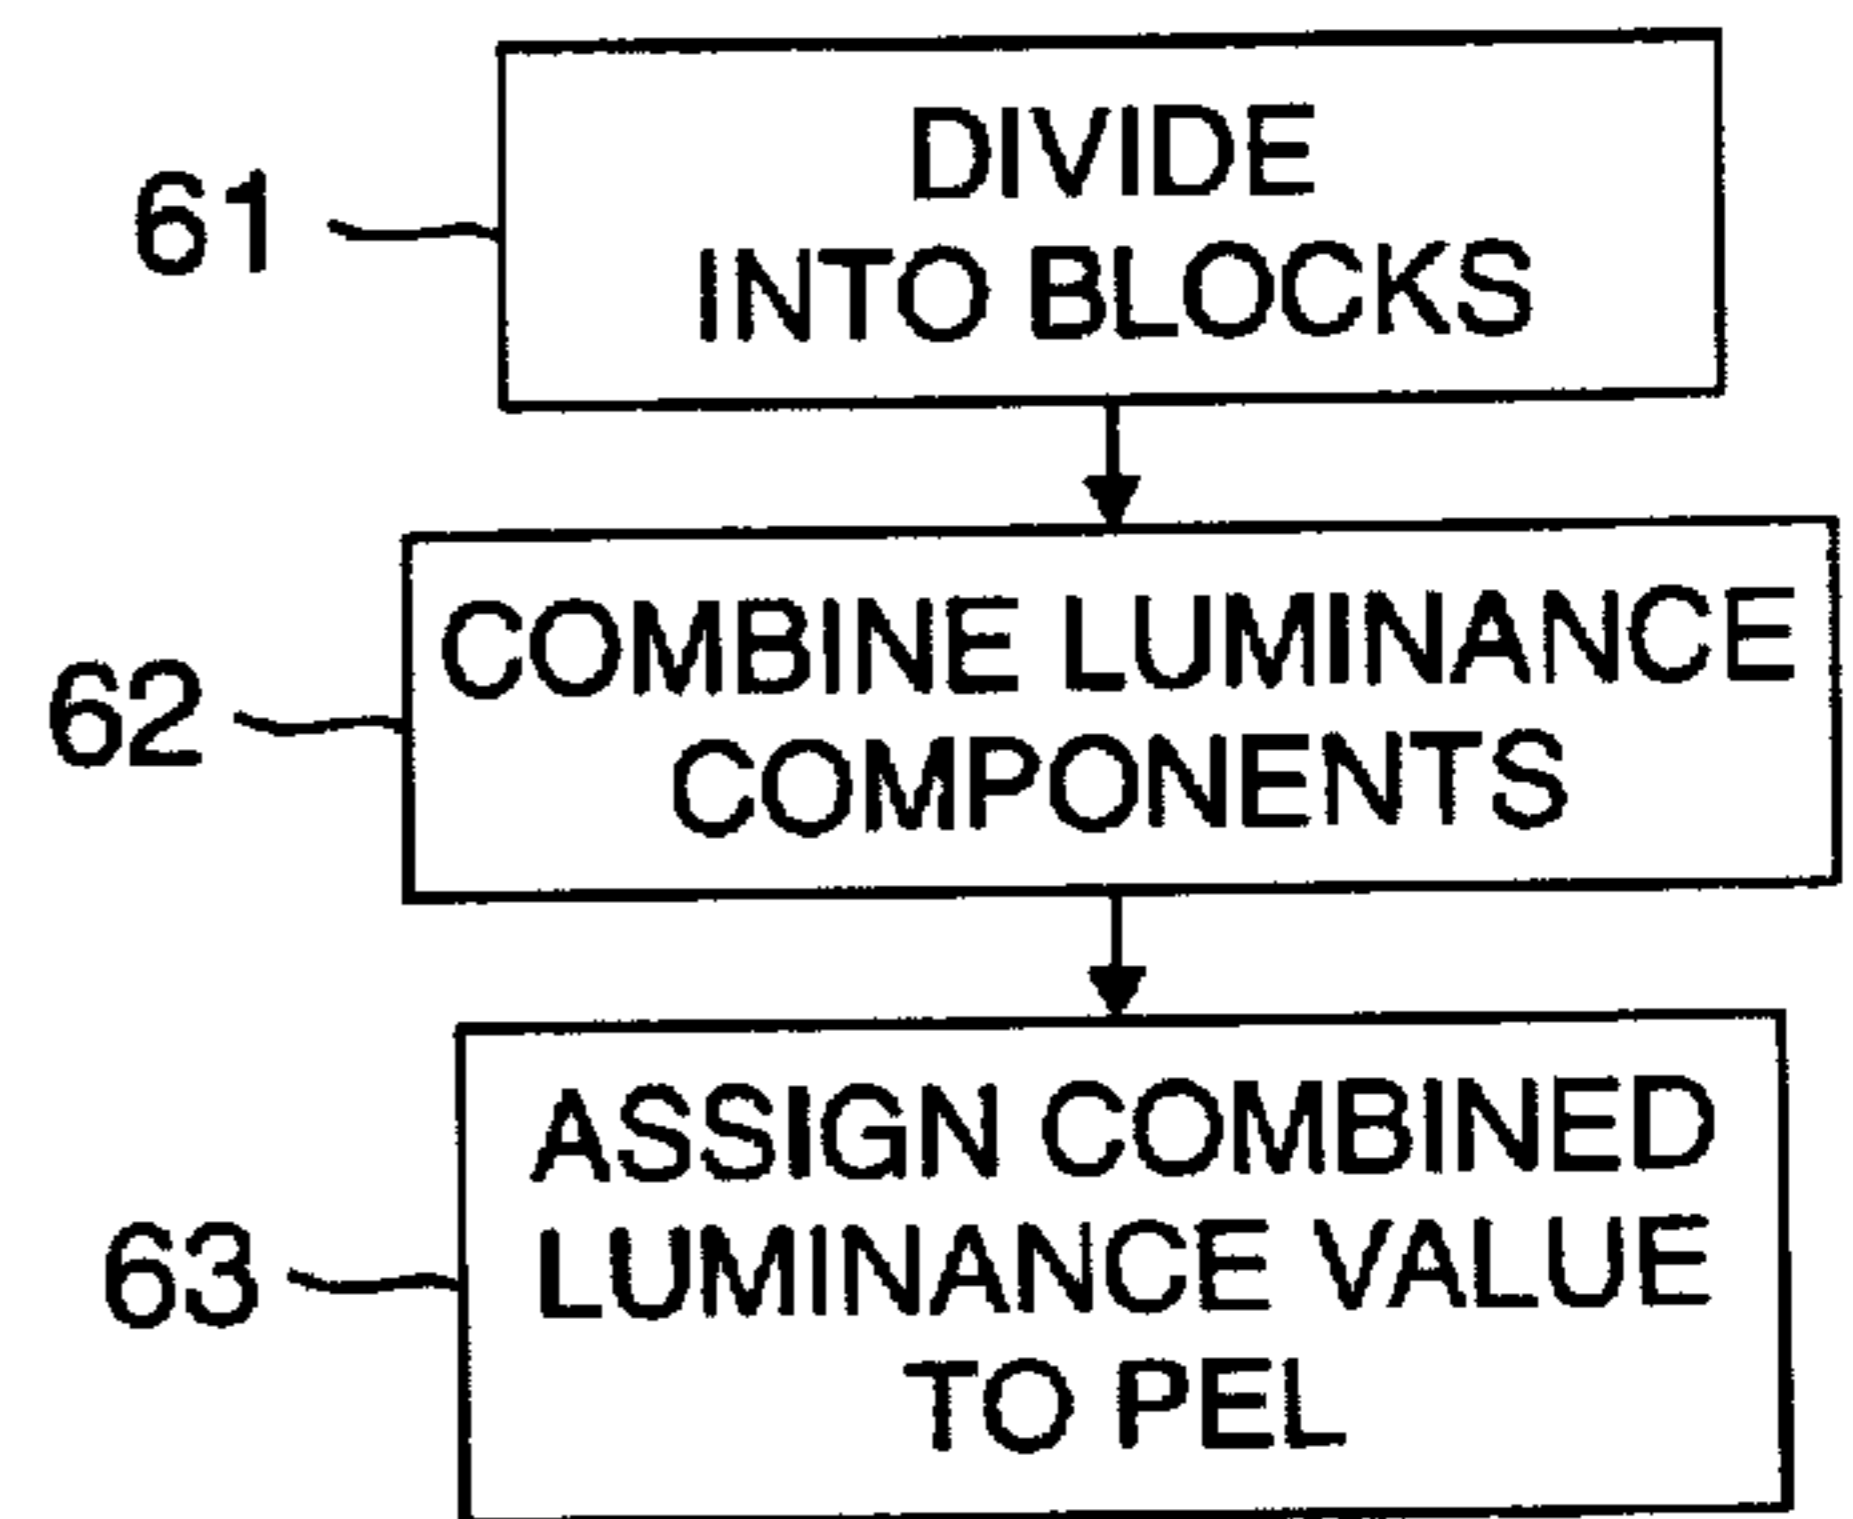 61
DIVIDE
INTO BLOCKS
62
COMBINE LUMINANCE
COMPONENTS
63
ASSIGN COMBINED
LUMINANCE VALUE
TO PEL